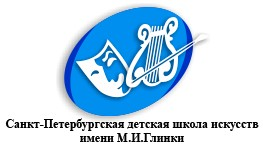 Санкт-Петербургская детская школа искусств
имени М.И.Глинки